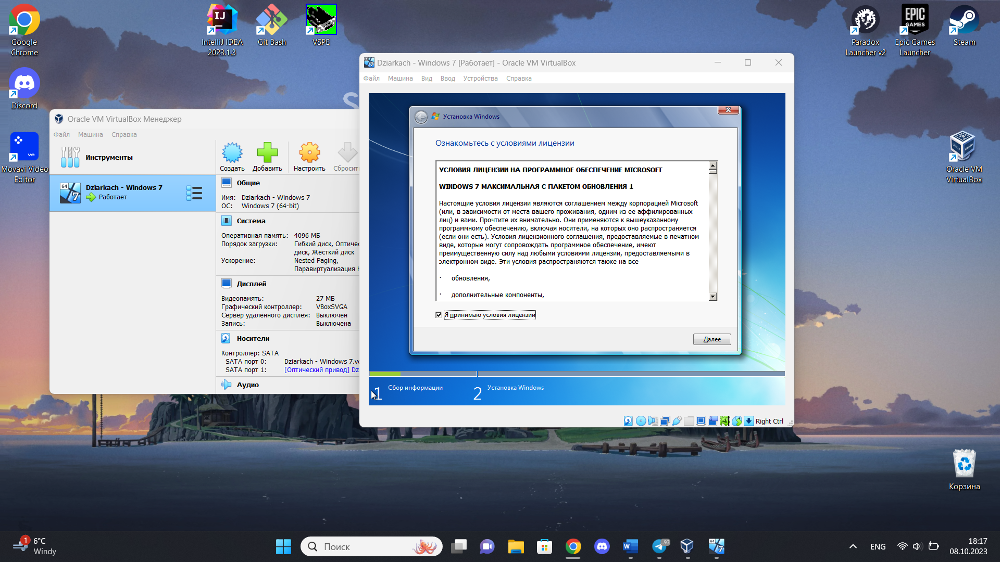 Google
Chrome
IntelliJ IDEA
2023.1.3
Git Bash
VSPE
Paradox
Launcher v2
Epic Games
Launcher
Steam
Discord
Movavi Video
Editor
Oracle VM
VirtualBox
Корзина
Oracle VM VirtualBox Менеджер
Файл Машина Справка
Инструменты
Dziarkach - Windows 7
Работает
Создать Добавить Настроить Сбросить
Общие
Имя: Dziarkach - Windows 7
ОС: Windows 7 (64-bit)
Система
Оперативная память: 4096 МБ
Порядок загрузки: Гибкий диск, Оптичес
диск, Жёсткий диск
Ускорение: Nested Paging,
Паравиртуализация
Дисплей
Видеопамять: 27 МБ
Графический контроллер: VBoxSVGA
Сервер удалённого дисплея: Выключен
Запись: Выключена
Носители
Контроллер: SATA
SATA порт 0: Dziarkach - Windows 7.v
SATA порт 1: [Оптический привод] Dz
Аудио
Dziarkach - Windows 7 [Работает] - Oracle VM VirtualBox
Файл Машина Вид Ввод Устройства Справка
Установка Windows
Ознакомьтесь с условиями лицензии
УСЛОВИЯ ЛИЦЕНЗИИ НА ПРОГРАММНОЕ ОБЕСПЕЧЕНИЕ MICROSOFT
WINDOWS 7 МАКСИМАЛЬНАЯ С ПАКЕТОМ ОБНОВЛЕНИЯ 1
Настоящие условия лицензии являются соглашением между корпорацией Microsoft
(или, в зависимости от места вашего проживания, одним из ее аффилированных
лиц) и вами. Прочтите их внимательно. Они применяются к вышеуказанному
программному обеспечению, включая носители, на которых оно распространяется
(если они есть). Условия лицензионного соглашения, предоставляемые в печатном
виде, которые могут сопровождать программное обеспечение, имеют
преимущественную силу над любыми условиями лицензии, предоставляемыми в
электронном виде. Эти условия распространяются также на все
· обновления,
· дополнительные компоненты,
Я принимаю условия лицензии
Далее
1 Сбор информации 2 Установка Windows
Right Ctrl
1 6°C
Windy
Поиск
93
ENG
18:17
08.10.2023